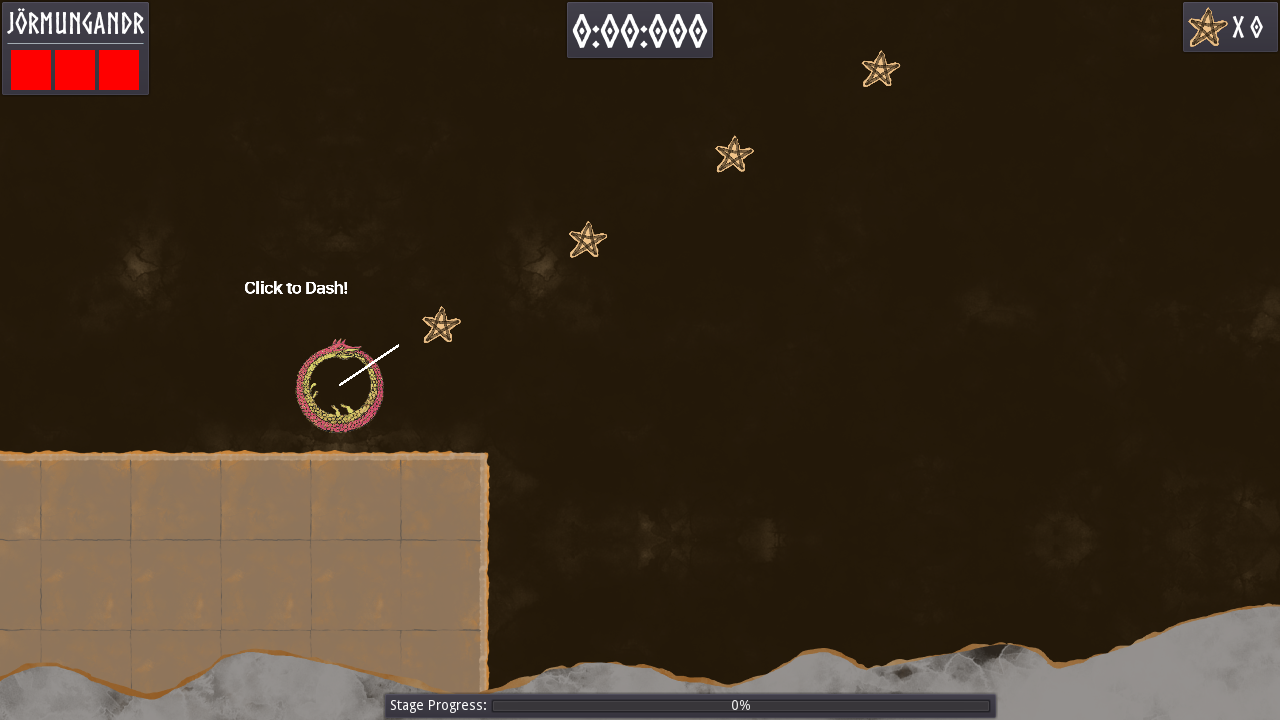 JÖRMUNGANDR
0:00:000
X 0
Click to Dash!
Stage Progress: 0%